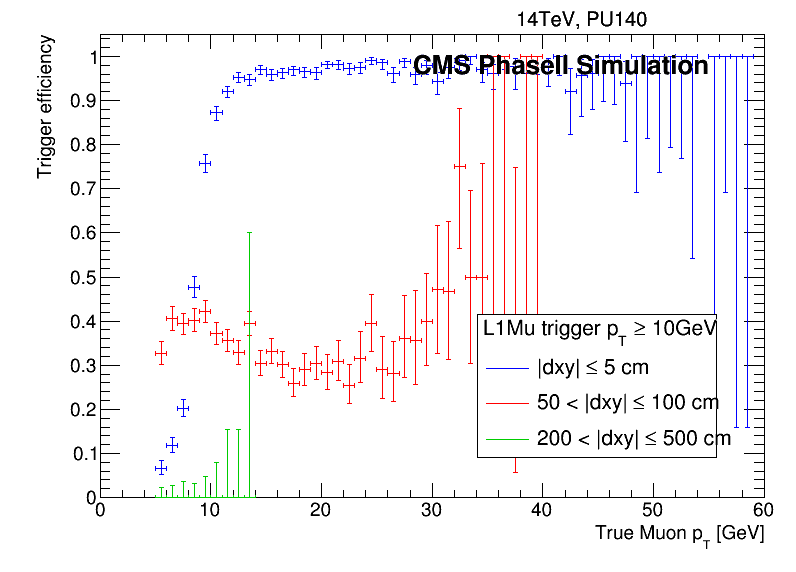 14TeV, PU140
CMS PhaseII Simulation
Trigger efficiency
1
0.9
0.8
0.7
0.6
0.5
0.4
0.3
0.2
0.1
0
L1Mu trigger p_T ≥ 10GeV
|dxy| ≤ 5 cm
50 < |dxy| ≤ 100 cm
200 < |dxy| ≤ 500 cm
0 10 20 30 40 50 60
True Muon p_T [GeV]